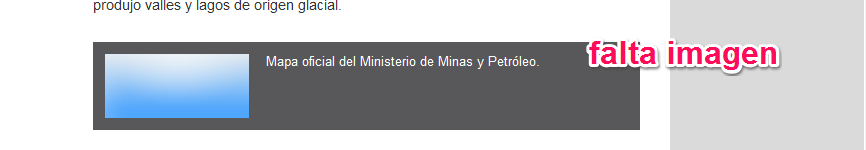 produjo valles y lagos de origen glacial.
falta imagen
Mapa oficial del Ministerio de Minas y Petróleo.